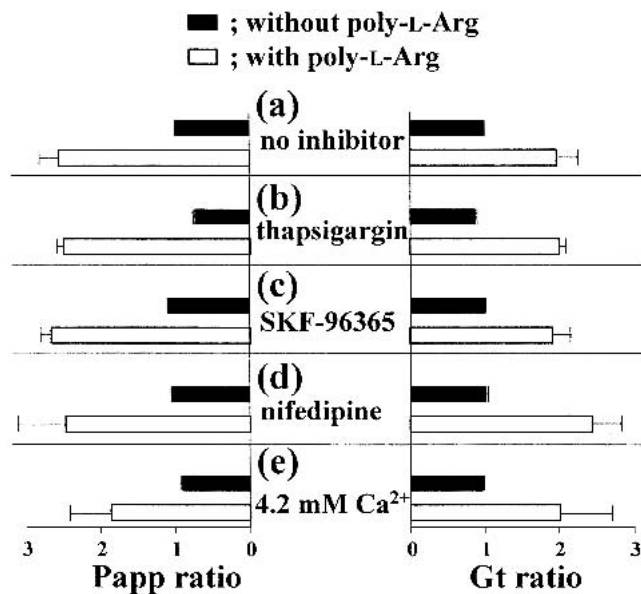 ; without poly-L-Arg
; with poly-L-Arg
(a)
no inhibitor
(b)
thapsigargin
(c)
SKF-96365
(d)
nifedipine
(e)
4.2 mM Ca²⁺
3 2 1 0 0 1 2 3
Papp ratio Gt ratio